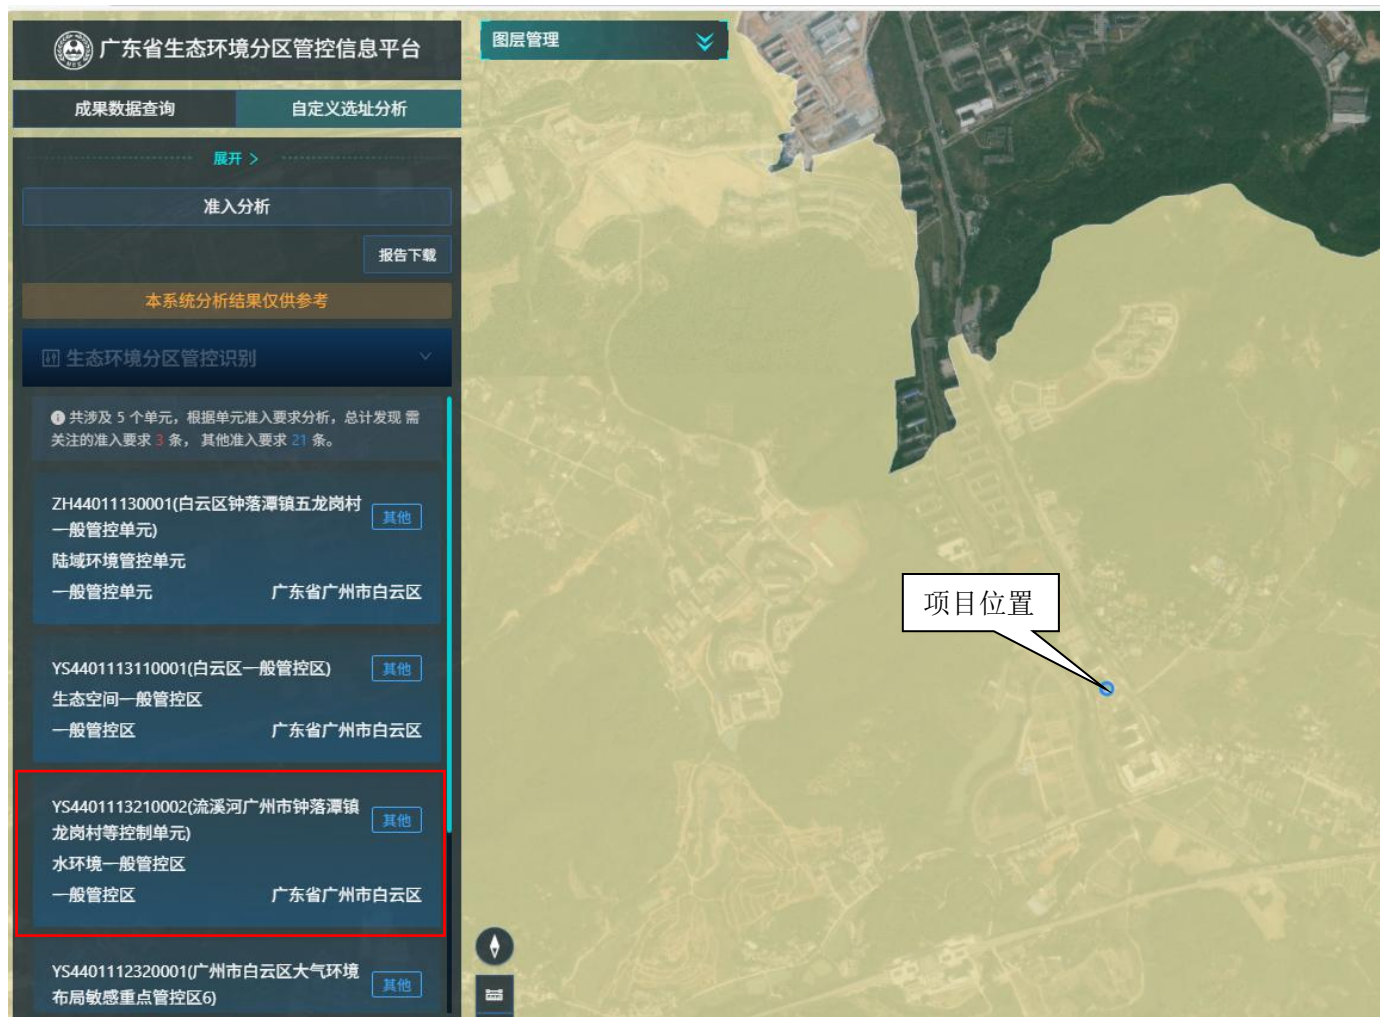 广东省生态环境分区管控信息平台
图层管理
成果数据查询
自定义选址分析
展开 >
准入分析
报告下载
本系统分析结果仅供参考
生态环境分区管控识别
共涉及 5 个单元，根据单元准入要求分析，总计发现 需
关注的准入要求 3 条， 其他准入要求 21 条。
ZH44011130001(白云区钟落潭镇五龙岗村
一般管控单元)
其他
陆域环境管控单元
一般管控单元
广东省广州市白云区
YS4401113110001(白云区一般管控区)
其他
生态空间一般管控区
一般管控区
广东省广州市白云区
YS4401113210002(流溪河广州市钟落潭镇
龙岗村等控制单元)
其他
水环境一般管控区
一般管控区
广东省广州市白云区
YS4401112320001(广州市白云区大气环境
布局敏感重点管控区6)
其他
项目位置